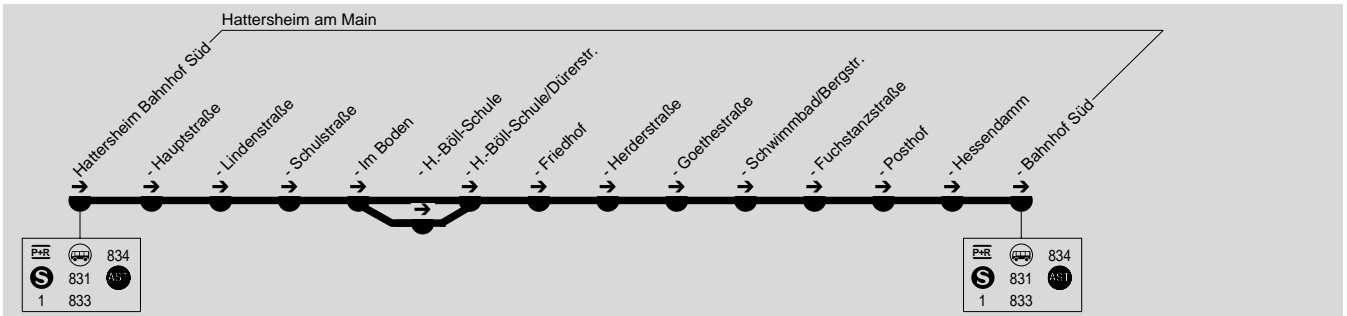 Hattersheim am Main
Hattersheim Bahnhof Süd
- Hauptstraße
- Lindenstraße
- Schulstraße
- Im Boden
- H.-Böll-Schule
- H.-Böll-Schule/Dürerstr.
- Friedhof
- Herderstraße
- Goethestraße
- Schwimmbad/Bergstr.
- Fuchstanzstraße
- Posthof
- Hessendamm
- Bahnhof Süd
P+R 834
S 831 AST
1 833
P+R 834
S 831 AST
1 833